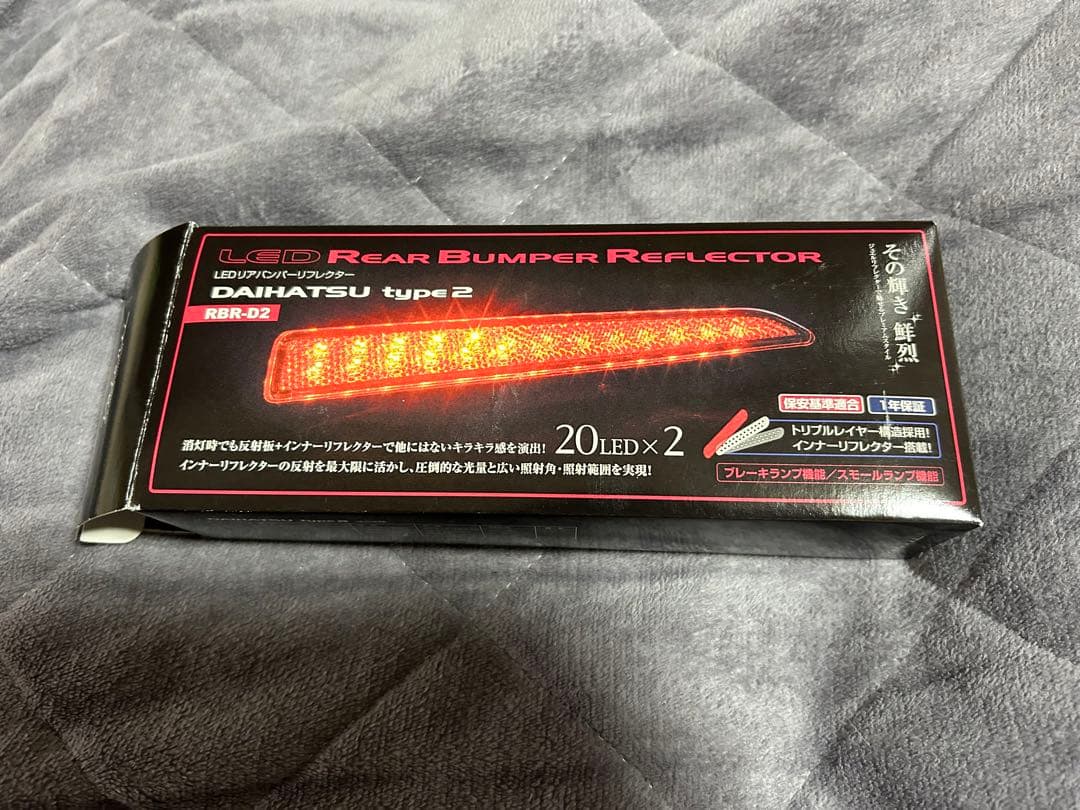 LED REAR BUMPER REFLECTOR
LEDリアバンパーリフレクター
DAIHATSU type2
RBR-D2
その輝き 鮮烈
消灯時でも反射板+インナーリフレクターで他にはないキラキラ感を演出!
20LED×2
インナーリフレクターの反射を最大限に活かし、圧倒的な光量と広い照射角・照射範囲を実現!
保安基準適合
1年保証
トリプルレイヤー構造採用!
インナーリフレクター搭載!
ブレーキランプ機能/スモールランプ機能